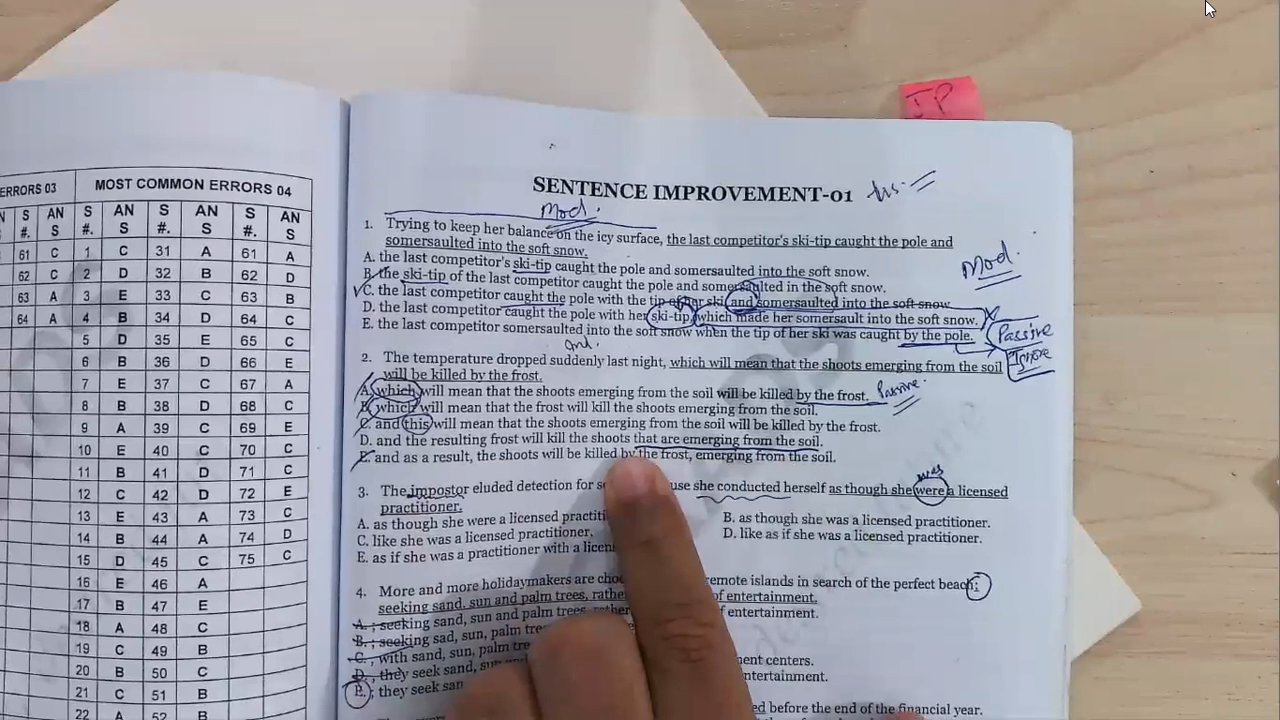 IP
ERRORS 03
MOST COMMON ERRORS 04
N S S # AN S S #. AN S S #. AN S S #. AN S
61 C 1 C 31 A 61 A
62 C 2 D 32 B 62 D
63 A 3 E 33 C 63 B
64 A 4 B 34 D 64 C
5 D 35 E 65 C
6 B 36 D 66 E
7 E 37 C 67 A
8 B 38 D 68 C
9 A 39 C 69 E
10 E 40 C 70 C
11 B 41 D 71 C
12 C 42 D 72 E
13 E 43 A 73 C
14 B 44 A 74 D
15 D 45 C 75 C
16 E 46 A
17 B 47 E
18 A 48 C
19 C 49 B
20 B 50 C
21 C 51 B
22 A 52 B
SENTENCE IMPROVEMENT-01
Mod.
1. Trying to keep her balance on the icy surface, the last competitor's ski-tip caught the pole and
somersaulted into the soft snow.
A. the last competitor's ski-tip caught the pole and somersaulted into the soft snow.
B. the ski-tip of the last competitor caught the pole and somersaulted in the soft snow.
C. the last competitor caught the pole with the tip of her ski and somersaulted into the soft snow
D. the last competitor caught the pole with her ski-tip, which made her somersault into the soft snow.
E. the last competitor somersaulted into the soft snow when the tip of her ski was caught by the pole.
Mod.
Passive
2. The temperature dropped suddenly last night, which will mean that the shoots emerging from the soil
will be killed by the frost.
A. which will mean that the shoots emerging from the soil will be killed by the frost. Passive.
B. which will mean that the frost will kill the shoots emerging from the soil.
C. and this will mean that the shoots emerging from the soil will be killed by the frost.
D. and the resulting frost will kill the shoots that are emerging from the soil.
E. and as a result, the shoots will be killed by the frost, emerging from the soil.
was
3. The impostor eluded detection for so use she conducted herself as though she were a licensed
practitioner.
A. as though she were a licensed practiti B. as though she was a licensed practitioner.
C. like she was a licensed practitioner. D. like as if she was a licensed practitioner.
E. as if she was a practitioner with a licen
4. More and more holidaymakers are cho remote islands in search of the perfect beach;
seeking sand, sun and palm trees, rathe of entertainment.
A. ; seeking sand, sun and palm trees, rathe f entertainment.
B. ; seeking sad, sun, palm tre
C. , with sand, sun, palm tre ent centers.
D. , they seek sand, sun ntertainment.
E. ; they seek san
ed before the end of the financial year.